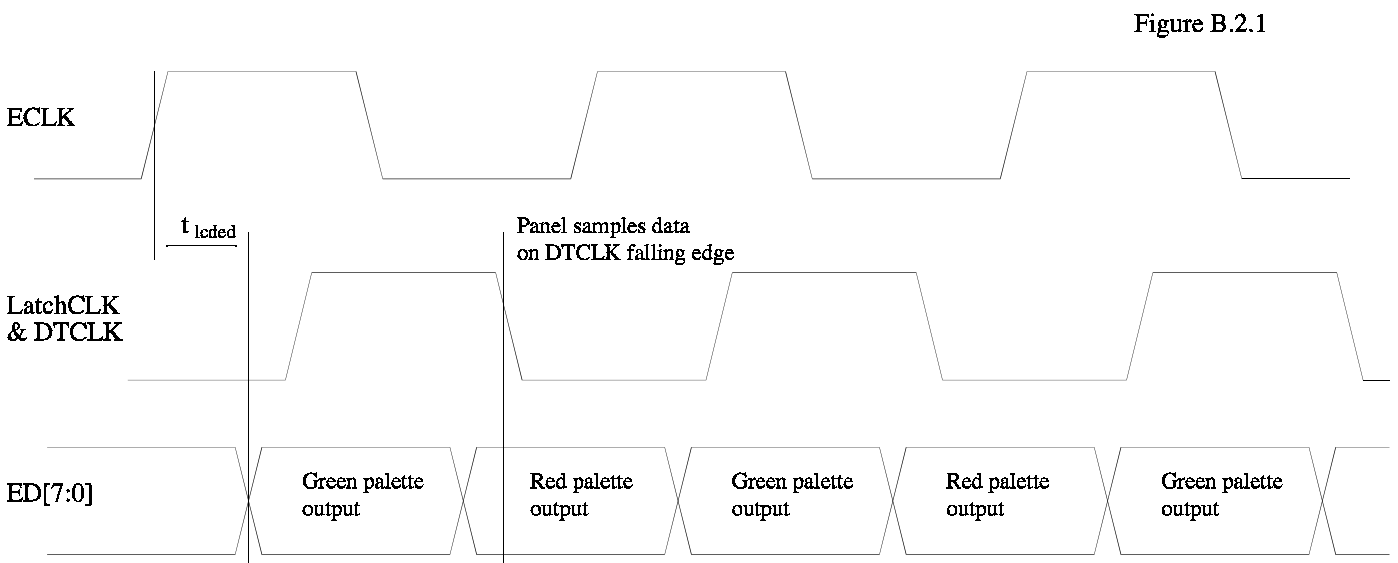 Figure B.2.1
ECLK
t lcded
Panel samples data
on DTCLK falling edge
LatchCLK
& DTCLK
ED[7:0]
Green palette
output
Red palette
output
Green palette
output
Red palette
output
Green palette
output